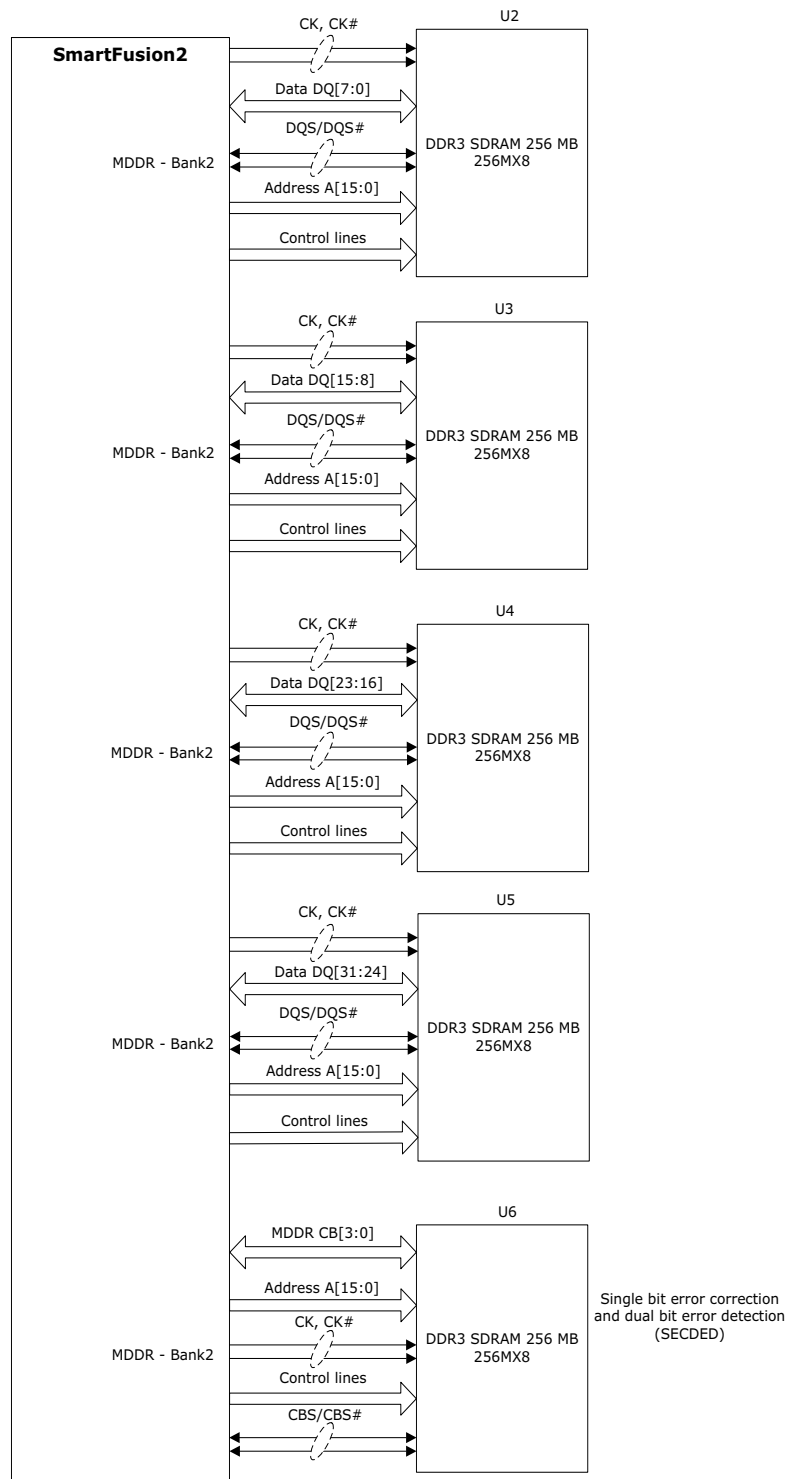 U2
SmartFusion2
CK, CK#
Data DQ[7:0]
DQS/DQS#
MDDR - Bank2
DDR3 SDRAM 256 MB
256MX8
Address A[15:0]
Control lines
U3
CK, CK#
Data DQ[15:8]
DQS/DQS#
MDDR - Bank2
DDR3 SDRAM 256 MB
256MX8
Address A[15:0]
Control lines
U4
CK, CK#
Data DQ[23:16]
DQS/DQS#
MDDR - Bank2
DDR3 SDRAM 256 MB
256MX8
Address A[15:0]
Control lines
U5
CK, CK#
Data DQ[31:24]
DQS/DQS#
MDDR - Bank2
DDR3 SDRAM 256 MB
256MX8
Address A[15:0]
Control lines
U6
MDDR CB[3:0]
Address A[15:0]
CK, CK#
MDDR - Bank2
DDR3 SDRAM 256 MB
256MX8
Single bit error correction
and dual bit error detection
(SECDED)
Control lines
CBS/CBS#